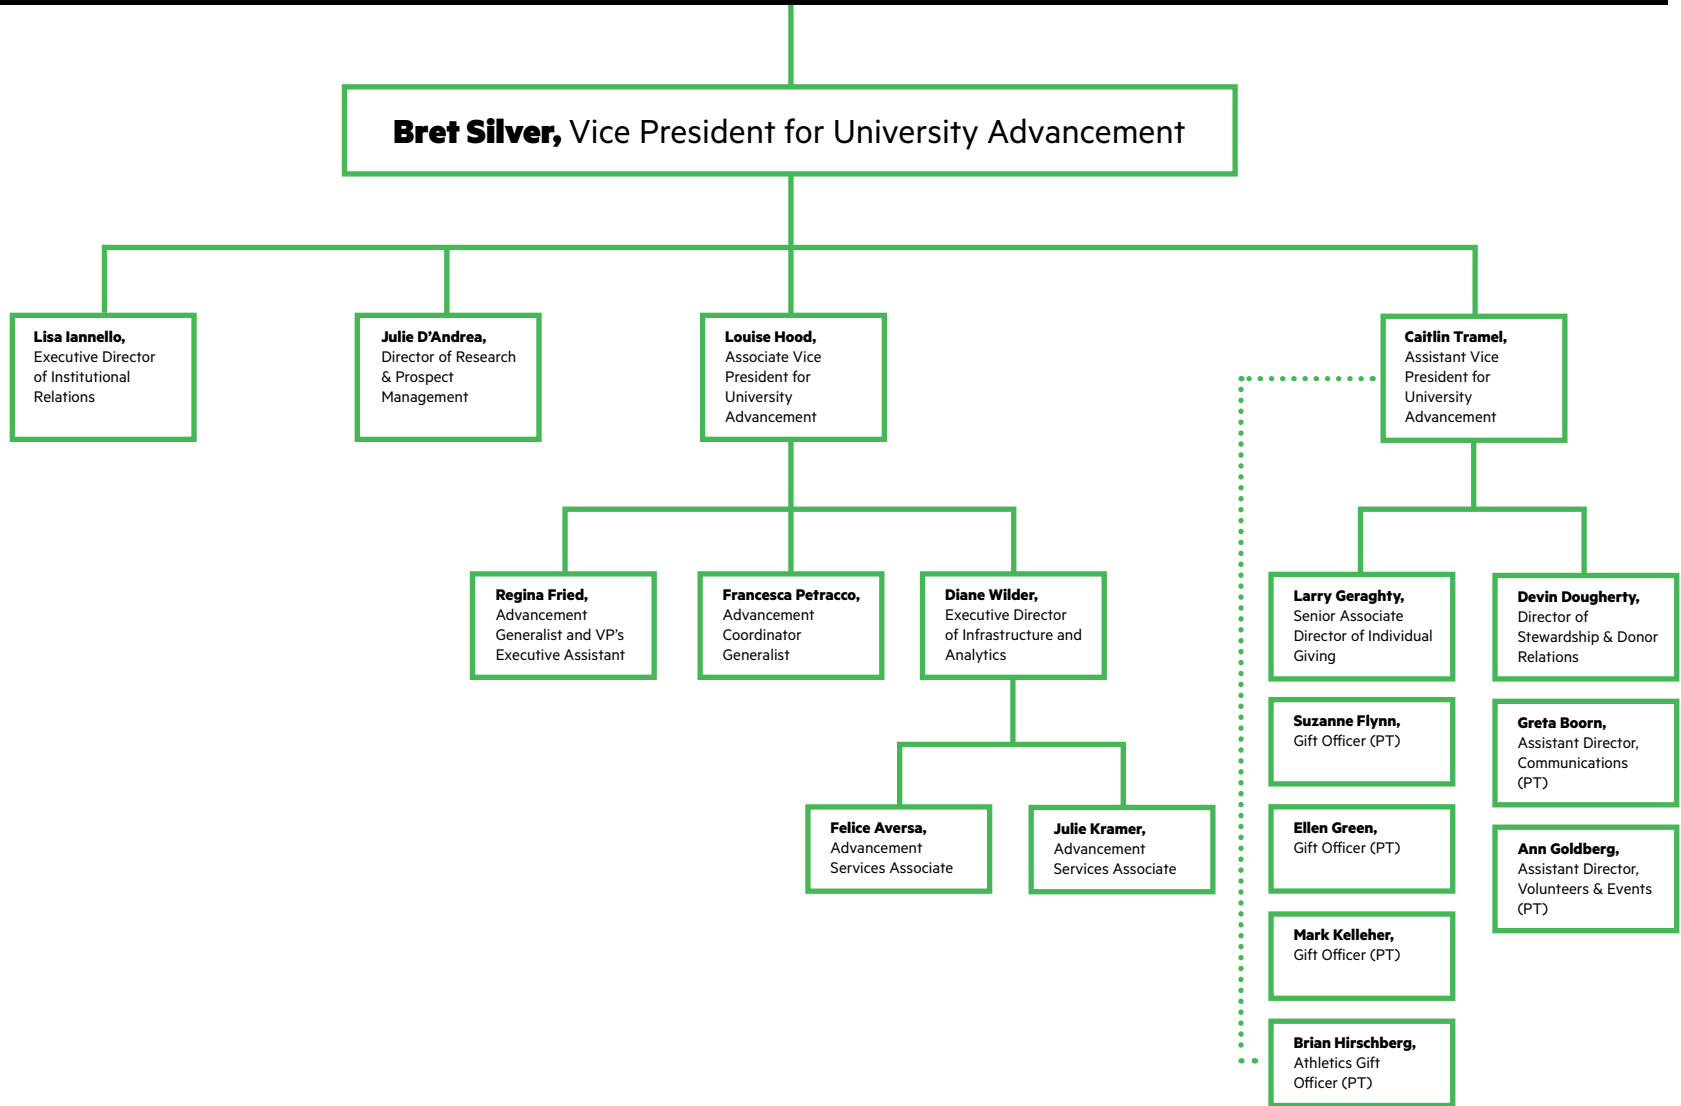 Bret Silver, Vice President for University Advancement
Lisa Iannello,
Executive Director
of Institutional
Relations
Julie D’Andrea,
Director of Research
& Prospect
Management
Louise Hood,
Associate Vice
President for
University
Advancement
Caitlin Tramel,
Assistant Vice
President for
University
Advancement
Regina Fried,
Advancement
Generalist and VP’s
Executive Assistant
Francesca Petracco,
Advancement
Coordinator
Generalist
Diane Wilder,
Executive Director
of Infrastructure and
Analytics
Felice Aversa,
Advancement
Services Associate
Julie Kramer,
Advancement
Services Associate
Larry Geraghty,
Senior Associate
Director of Individual
Giving
Suzanne Flynn,
Gift Officer (PT)
Ellen Green,
Gift Officer (PT)
Mark Kelleher,
Gift Officer (PT)
Brian Hirschberg,
Athletics Gift
Officer (PT)
Devin Dougherty,
Director of
Stewardship & Donor
Relations
Greta Boorn,
Assistant Director,
Communications
(PT)
Ann Goldberg,
Assistant Director,
Volunteers & Events
(PT)